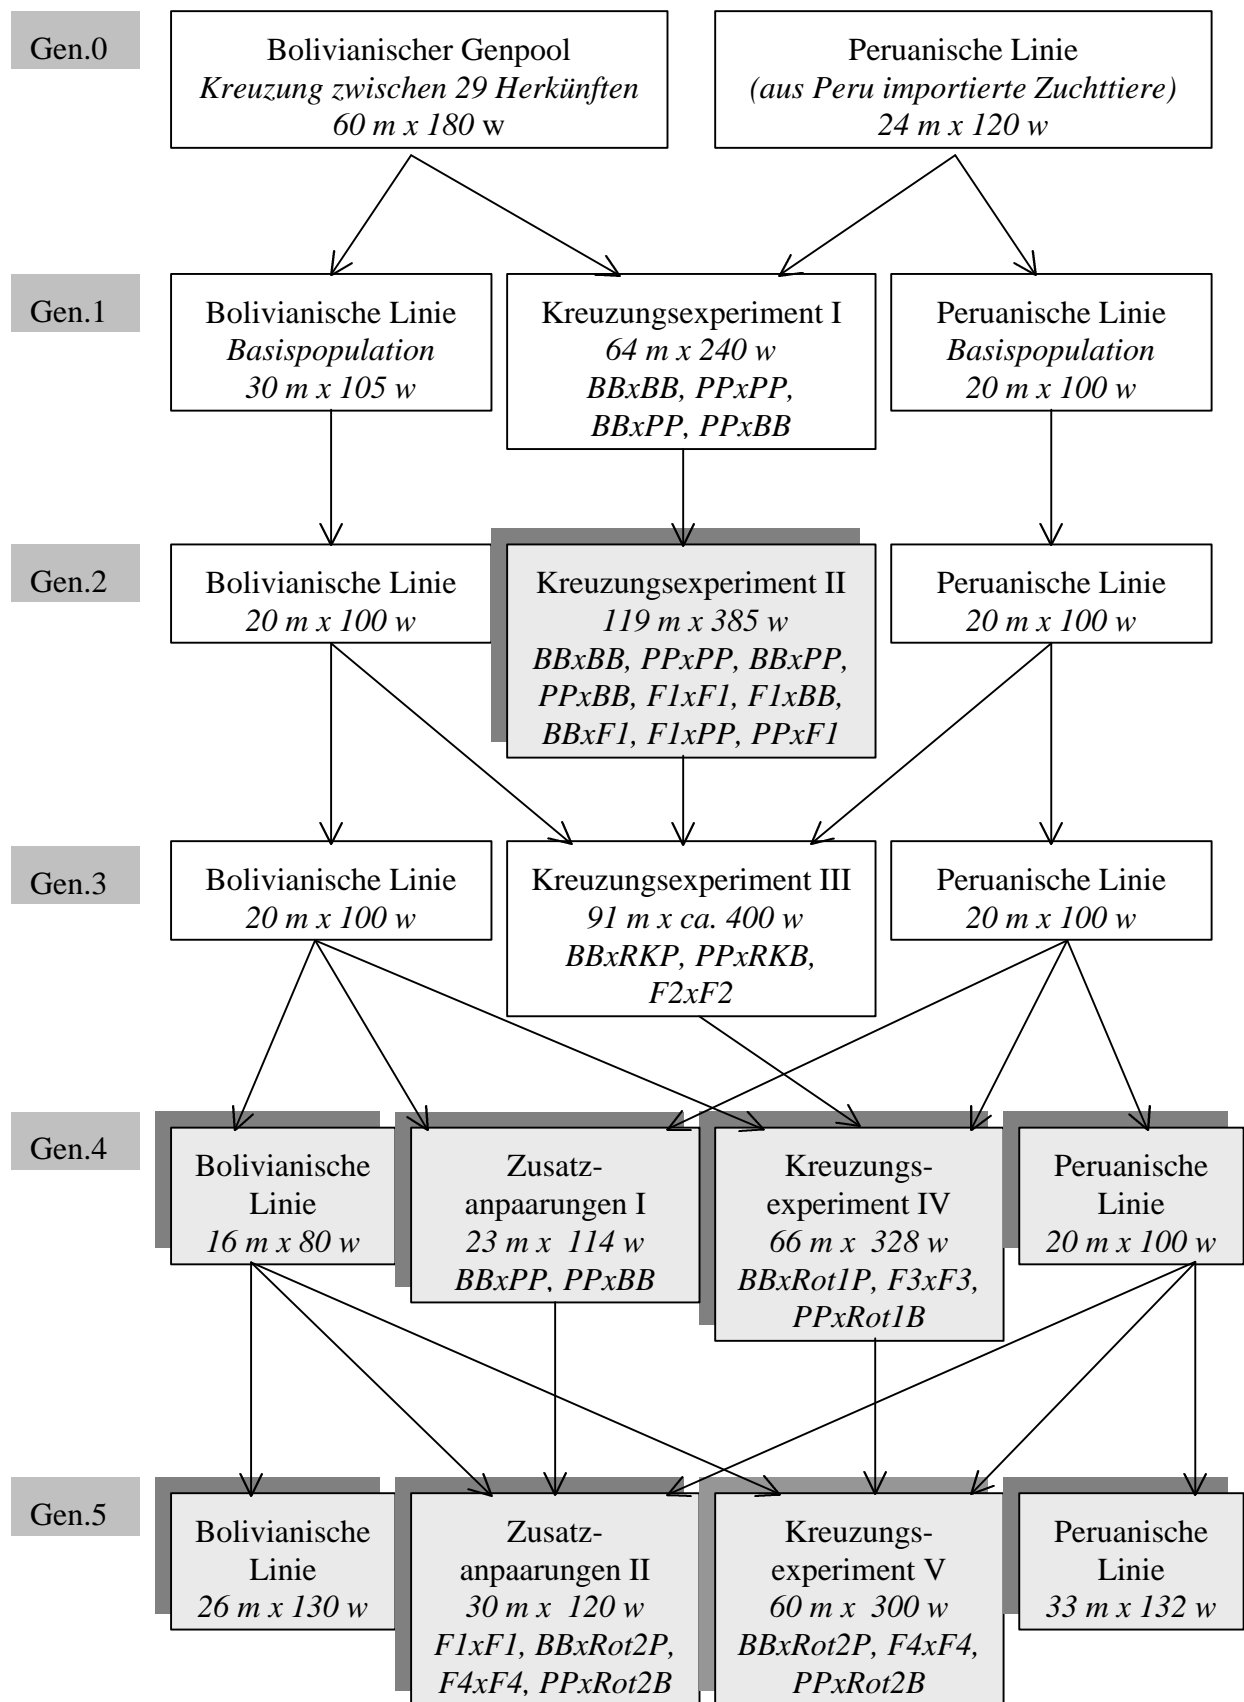 Gen.0
Bolivianischer Genpool
Kreuzung zwischen 29 Herkünften
60 m x 180 w
Peruanische Linie
(aus Peru importierte Zuchttiere)
24 m x 120 w
Gen.1
Bolivianische Linie
Basispopulation
30 m x 105 w
Kreuzungsexperiment I
64 m x 240 w
BBxBB, PPxPP,
BBxPP, PPxBB
Peruanische Linie
Basispopulation
20 m x 100 w
Gen.2
Bolivianische Linie
20 m x 100 w
Kreuzungsexperiment II
119 m x 385 w
BBxBB, PPxPP, BBxPP,
PPxBB, F1xF1, F1xBB,
BBxF1, F1xPP, PPxF1
Peruanische Linie
20 m x 100 w
Gen.3
Bolivianische Linie
20 m x 100 w
Kreuzungsexperiment III
91 m x ca. 400 w
BBxRKP, PPxRKB,
F2xF2
Peruanische Linie
20 m x 100 w
Gen.4
Bolivianische
Linie
16 m x 80 w
Zusatz-
anpaarungen I
23 m x 114 w
BBxPP, PPxBB
Kreuzungs-
experiment IV
66 m x 328 w
BBxRot1P, F3xF3,
PPxRot1B
Peruanische
Linie
20 m x 100 w
Gen.5
Bolivianische
Linie
26 m x 130 w
Zusatz-
anpaarungen II
30 m x 120 w
F1xF1, BBxRot2P,
F4xF4, PPxRot2B
Kreuzungs-
experiment V
60 m x 300 w
BBxRot2P, F4xF4,
PPxRot2B
Peruanische
Linie
33 m x 132 w